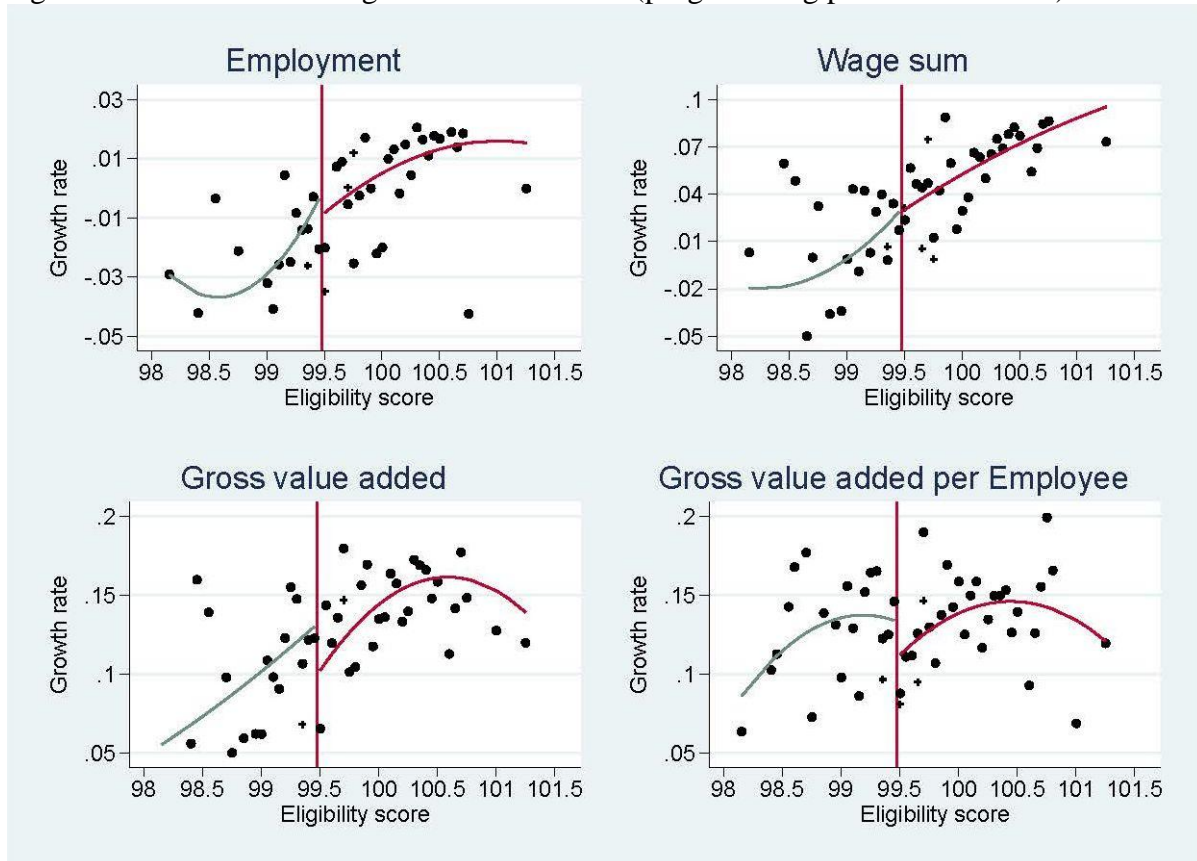 Employment
Growth rate
.03
.01
-.01
-.03
-.05
98 98.5 99 99.5 100 100.5 101 101.5
Eligibility score
Wage sum
Growth rate
.1
.07
.04
.01
-.02
-.05
98 98.5 99 99.5 100 100.5 101 101.5
Eligibility score
Gross value added
Growth rate
.2
.15
.1
.05
98 98.5 99 99.5 100 100.5 101 101.5
Eligibility score
Gross value added per Employee
Growth rate
.2
.15
.1
.05
98 98.5 99 99.5 100 100.5 101 101.5
Eligibility score